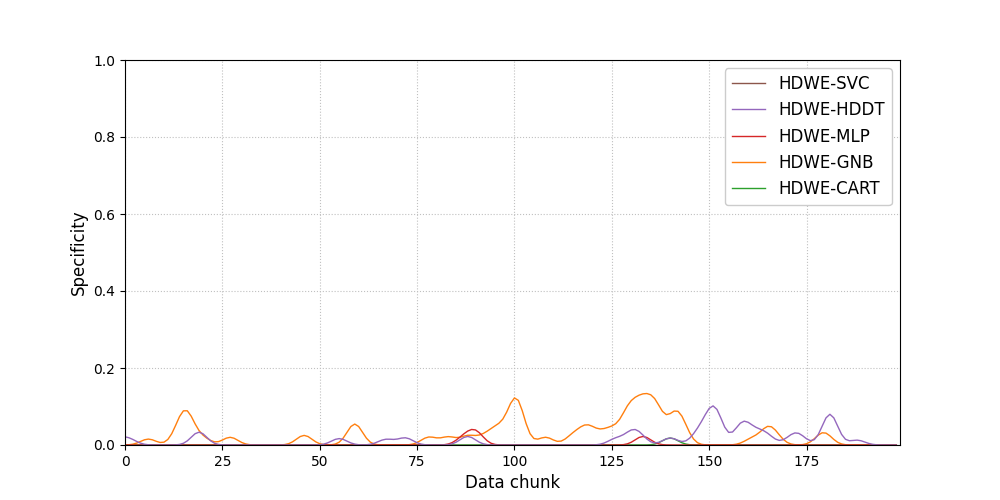 1.0
0.8
0.6
0.4
0.2
0.0
Specificity
0 25 50 75 100 125 150 175
Data chunk
HDWE-SVC
HDWE-HDDT
HDWE-MLP
HDWE-GNB
HDWE-CART